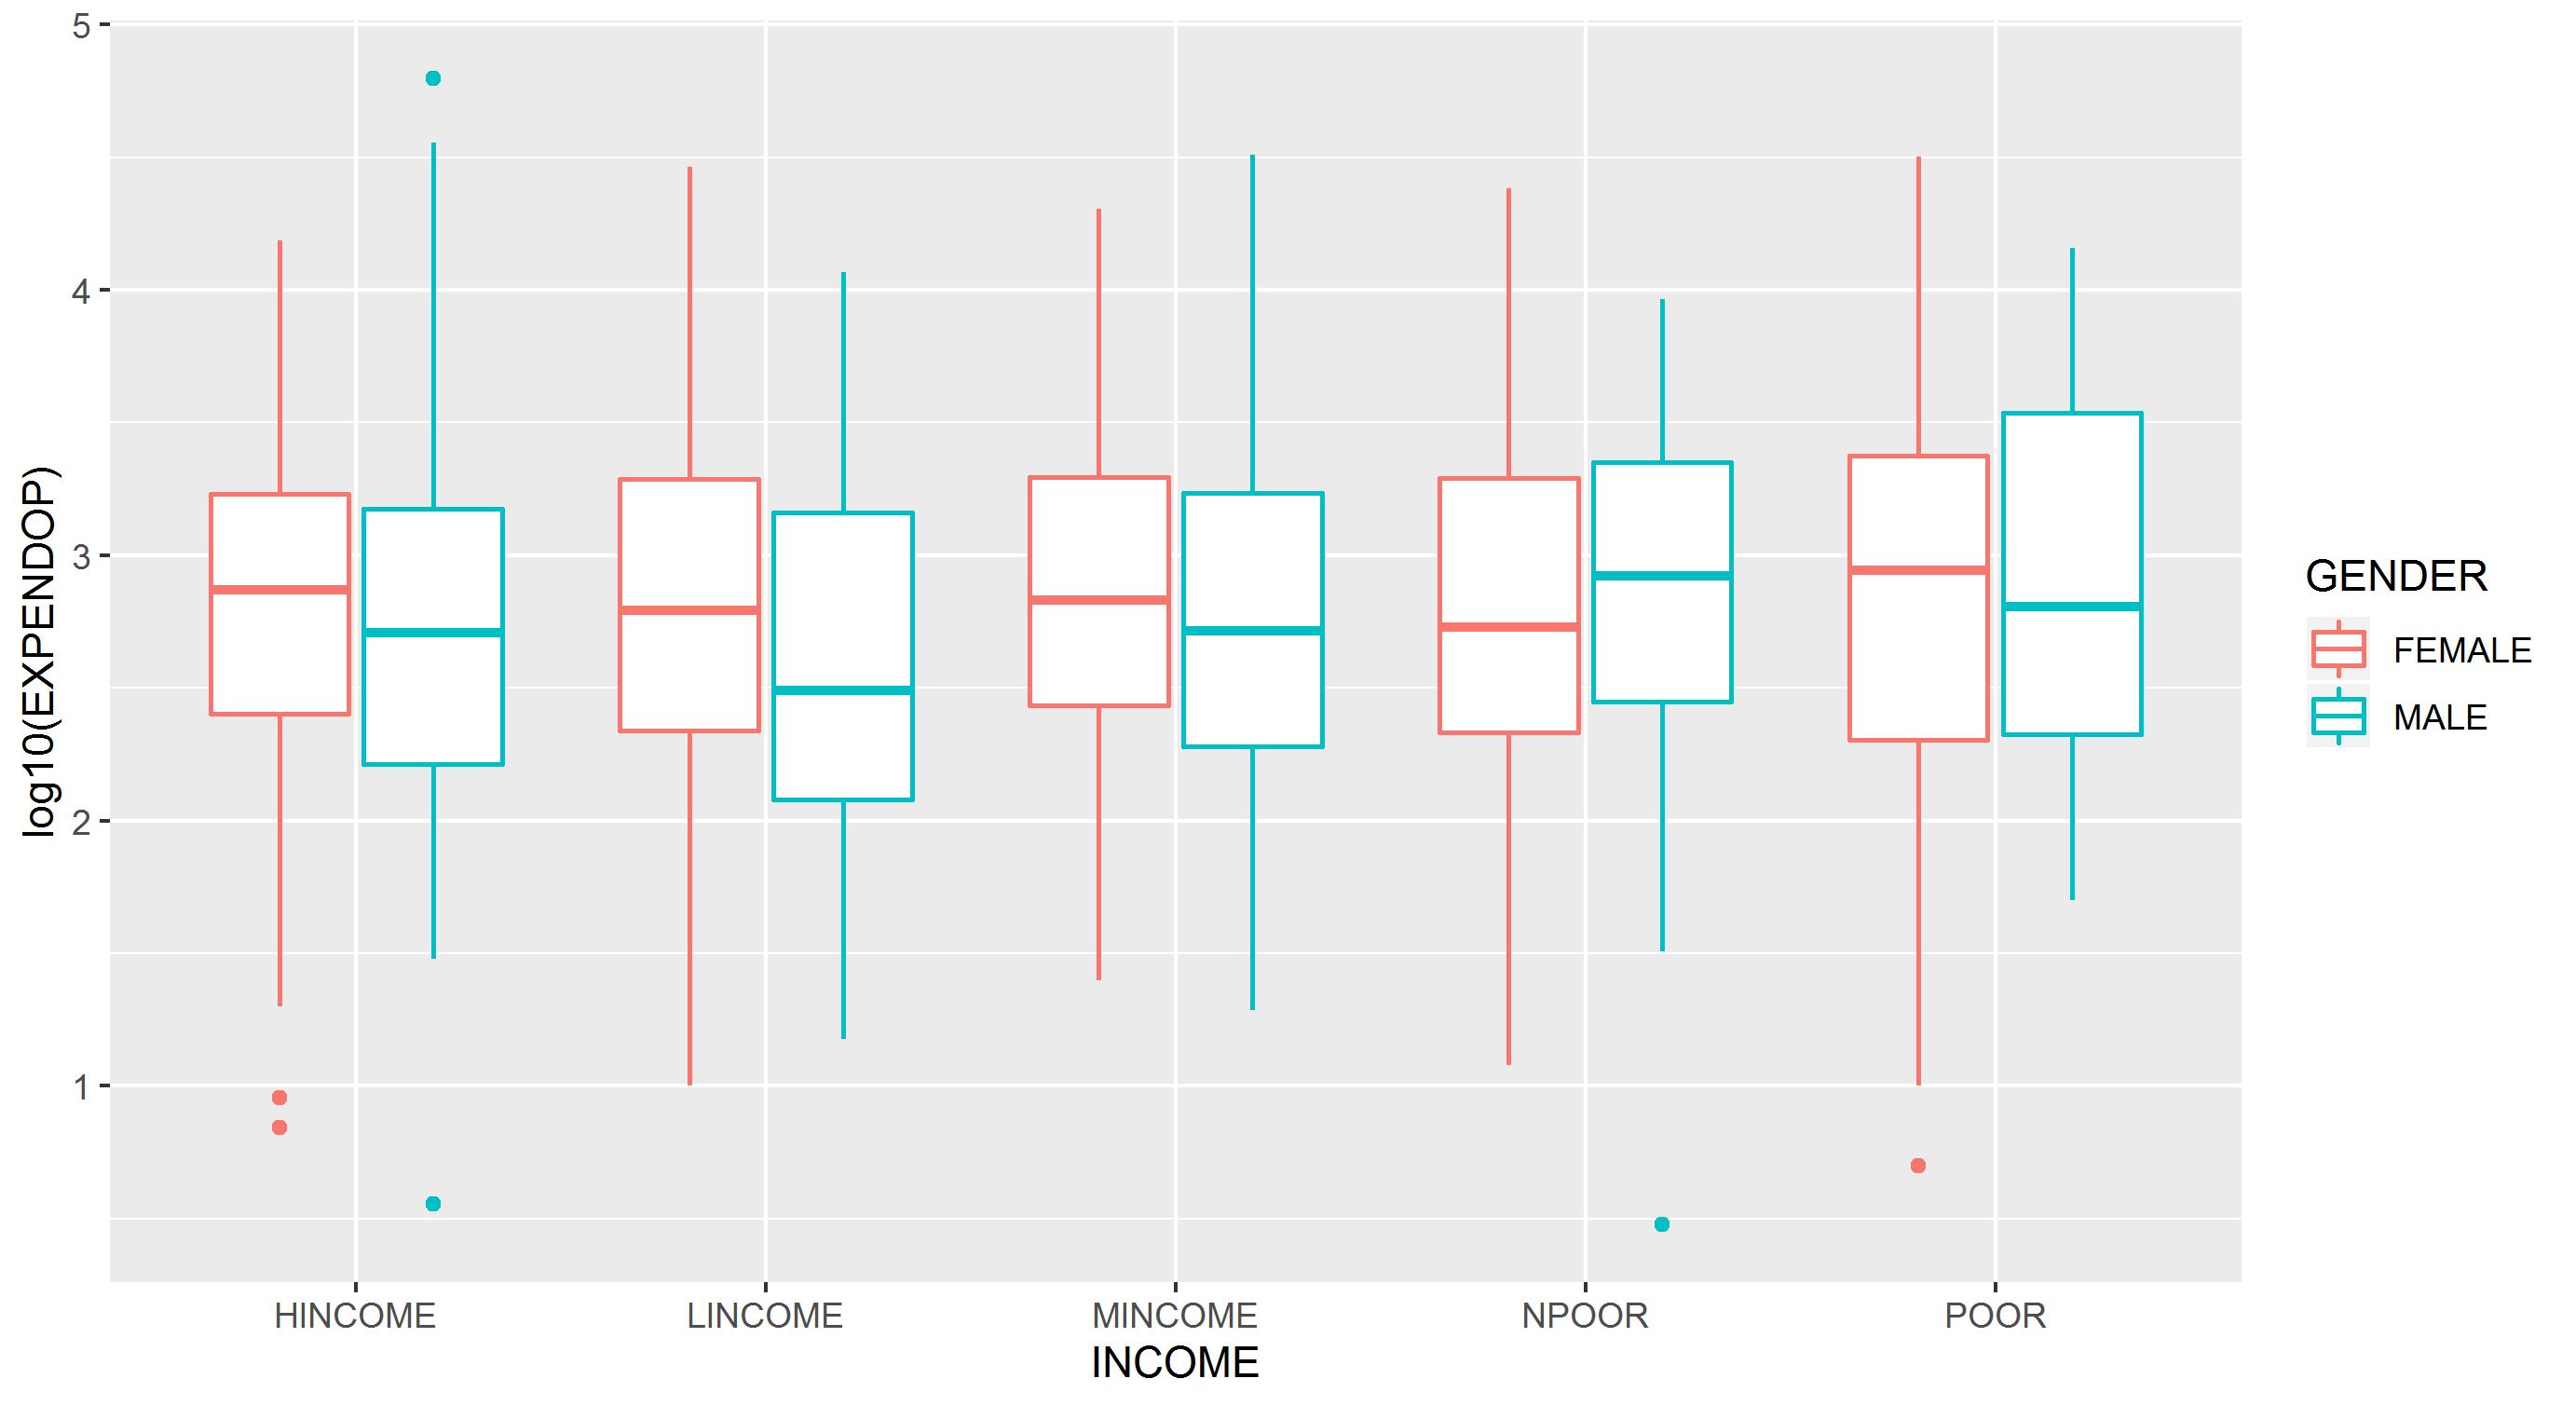 5
4
3
2
1
log10(EXPENDOP)
HINCOME LINCOME MINCOME NPOOR POOR
INCOME
GENDER
FEMALE
MALE